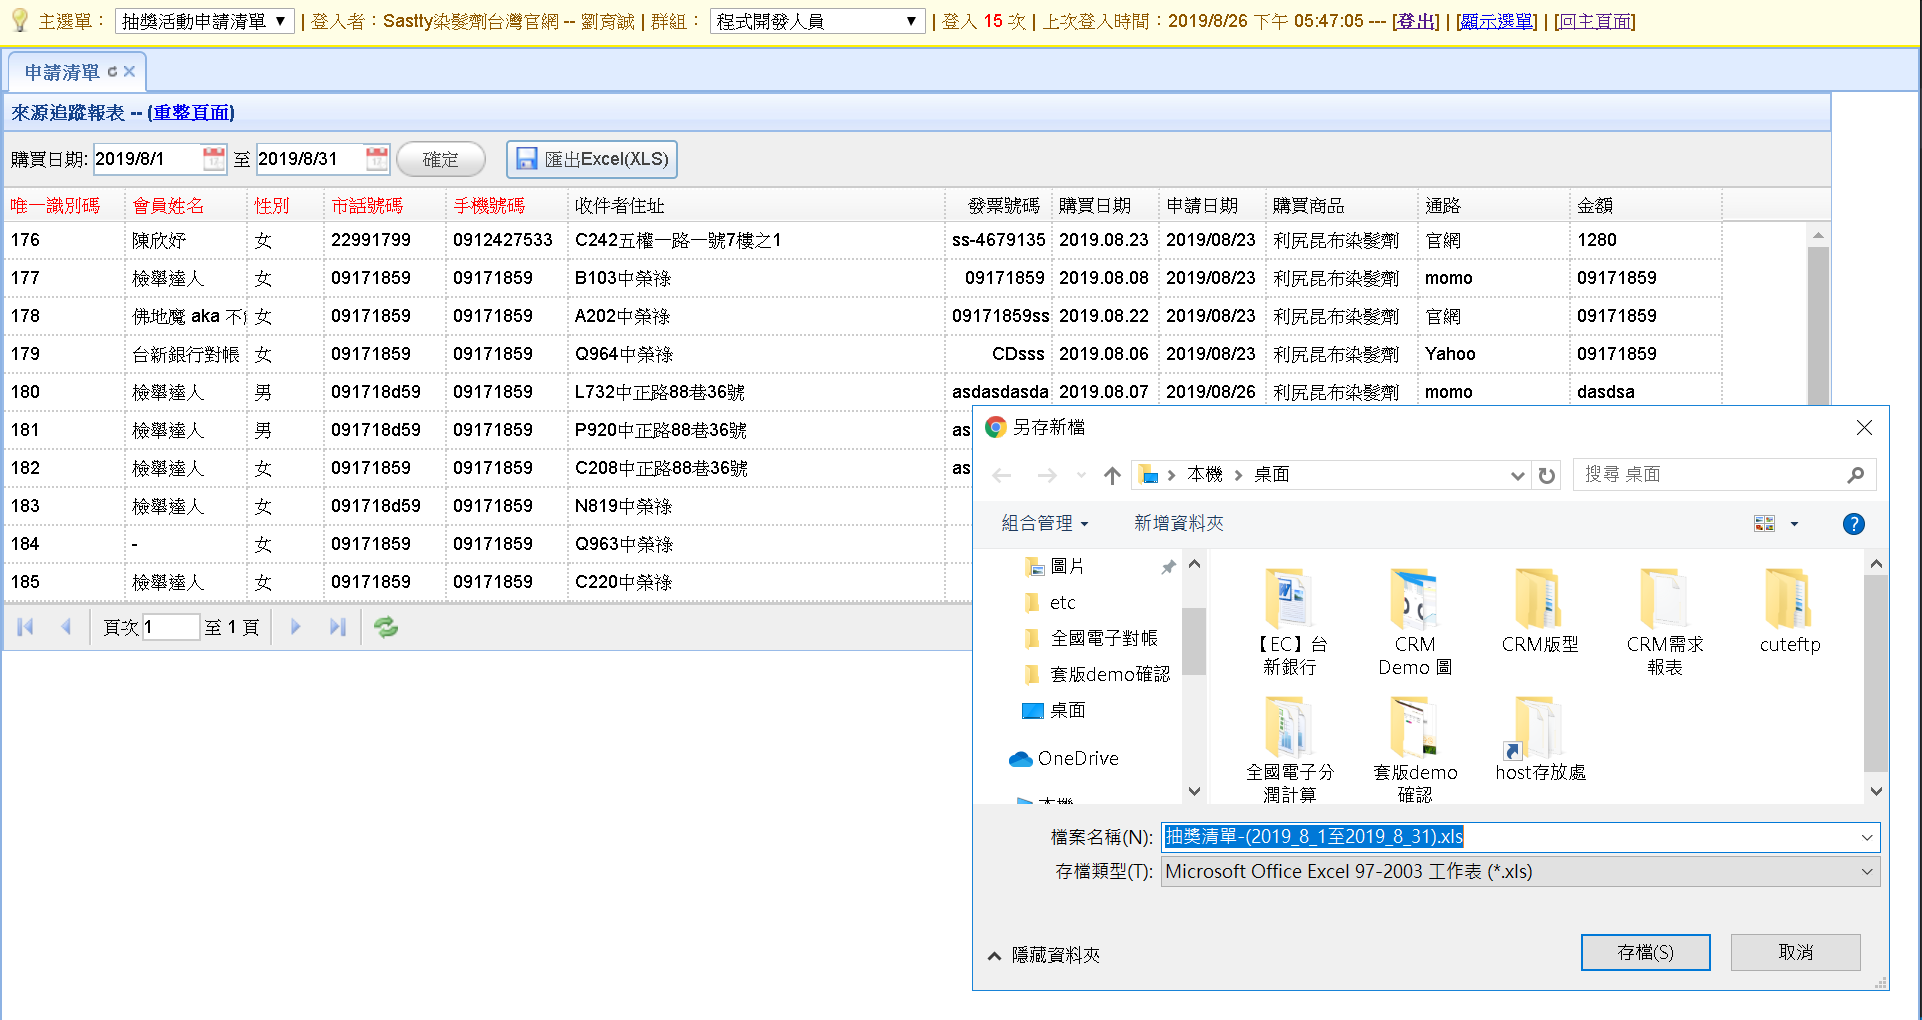 主選單： 抽獎活動申請清單 | 登入者：Sastty染髮劑台灣官網 -- 劉育誠 | 群組： 程式開發人員 | 登入 15 次 | 上次登入時間：2019/8/26 下午 05:47:05 --- [登出] | [顯示選單] | [回主頁面]
申請清單
來源追蹤報表 -- (重整頁面)
購買日期: 2019/8/1 至 2019/8/31 確定 匯出Excel(XLS)
唯一識別碼 會員姓名 性別 市話號碼 手機號碼 收件者住址 發票號碼 購買日期 申請日期 購買商品 通路 金額
176 陳欣妤 女 22991799 0912427533 C242五權一路一號7樓之1 ss-4679135 2019.08.23 2019/08/23 利尻昆布染髮劑 官網 1280
177 檢舉達人 女 09171859 09171859 B103中榮祿 09171859 2019.08.08 2019/08/23 利尻昆布染髮劑 momo 09171859
178 佛地魔 aka 不 女 09171859 09171859 A202中榮祿 09171859ss 2019.08.22 2019/08/23 利尻昆布染髮劑 官網 09171859
179 台新銀行對帳 女 09171859 09171859 Q964中榮祿 CDsss 2019.08.06 2019/08/23 利尻昆布染髮劑 Yahoo 09171859
180 檢舉達人 男 091718d59 09171859 L732中正路88巷36號 asdasdasda 2019.08.07 2019/08/26 利尻昆布染髮劑 momo dasdsa
181 檢舉達人 男 091718d59 09171859 P920中正路88巷36號 as
182 檢舉達人 女 091718d59 09171859 C208中正路88巷36號 as
183 檢舉達人 女 091718d59 09171859 N819中榮祿
184 - 女 09171859 09171859 Q963中榮祿
185 檢舉達人 女 09171859 09171859 C220中榮祿
頁次 1 至 1 頁
另存新檔
本機 桌面 搜尋 桌面
組合管理 新增資料夾
圖片
etc
全國電子對帳
套版demo確認
桌面
OneDrive
本機
【EC】台
新銀行
CRM
Demo 圖
CRM版型
CRM需求
報表
cuteftp
全國電子分
潤計算
套版demo
確認
host存放處
檔案名稱(N): 抽獎清單-(2019_8_1至2019_8_31).xls
存檔類型(T): Microsoft Office Excel 97-2003 工作表 (*.xls)
隱藏資料夾 存檔(S) 取消